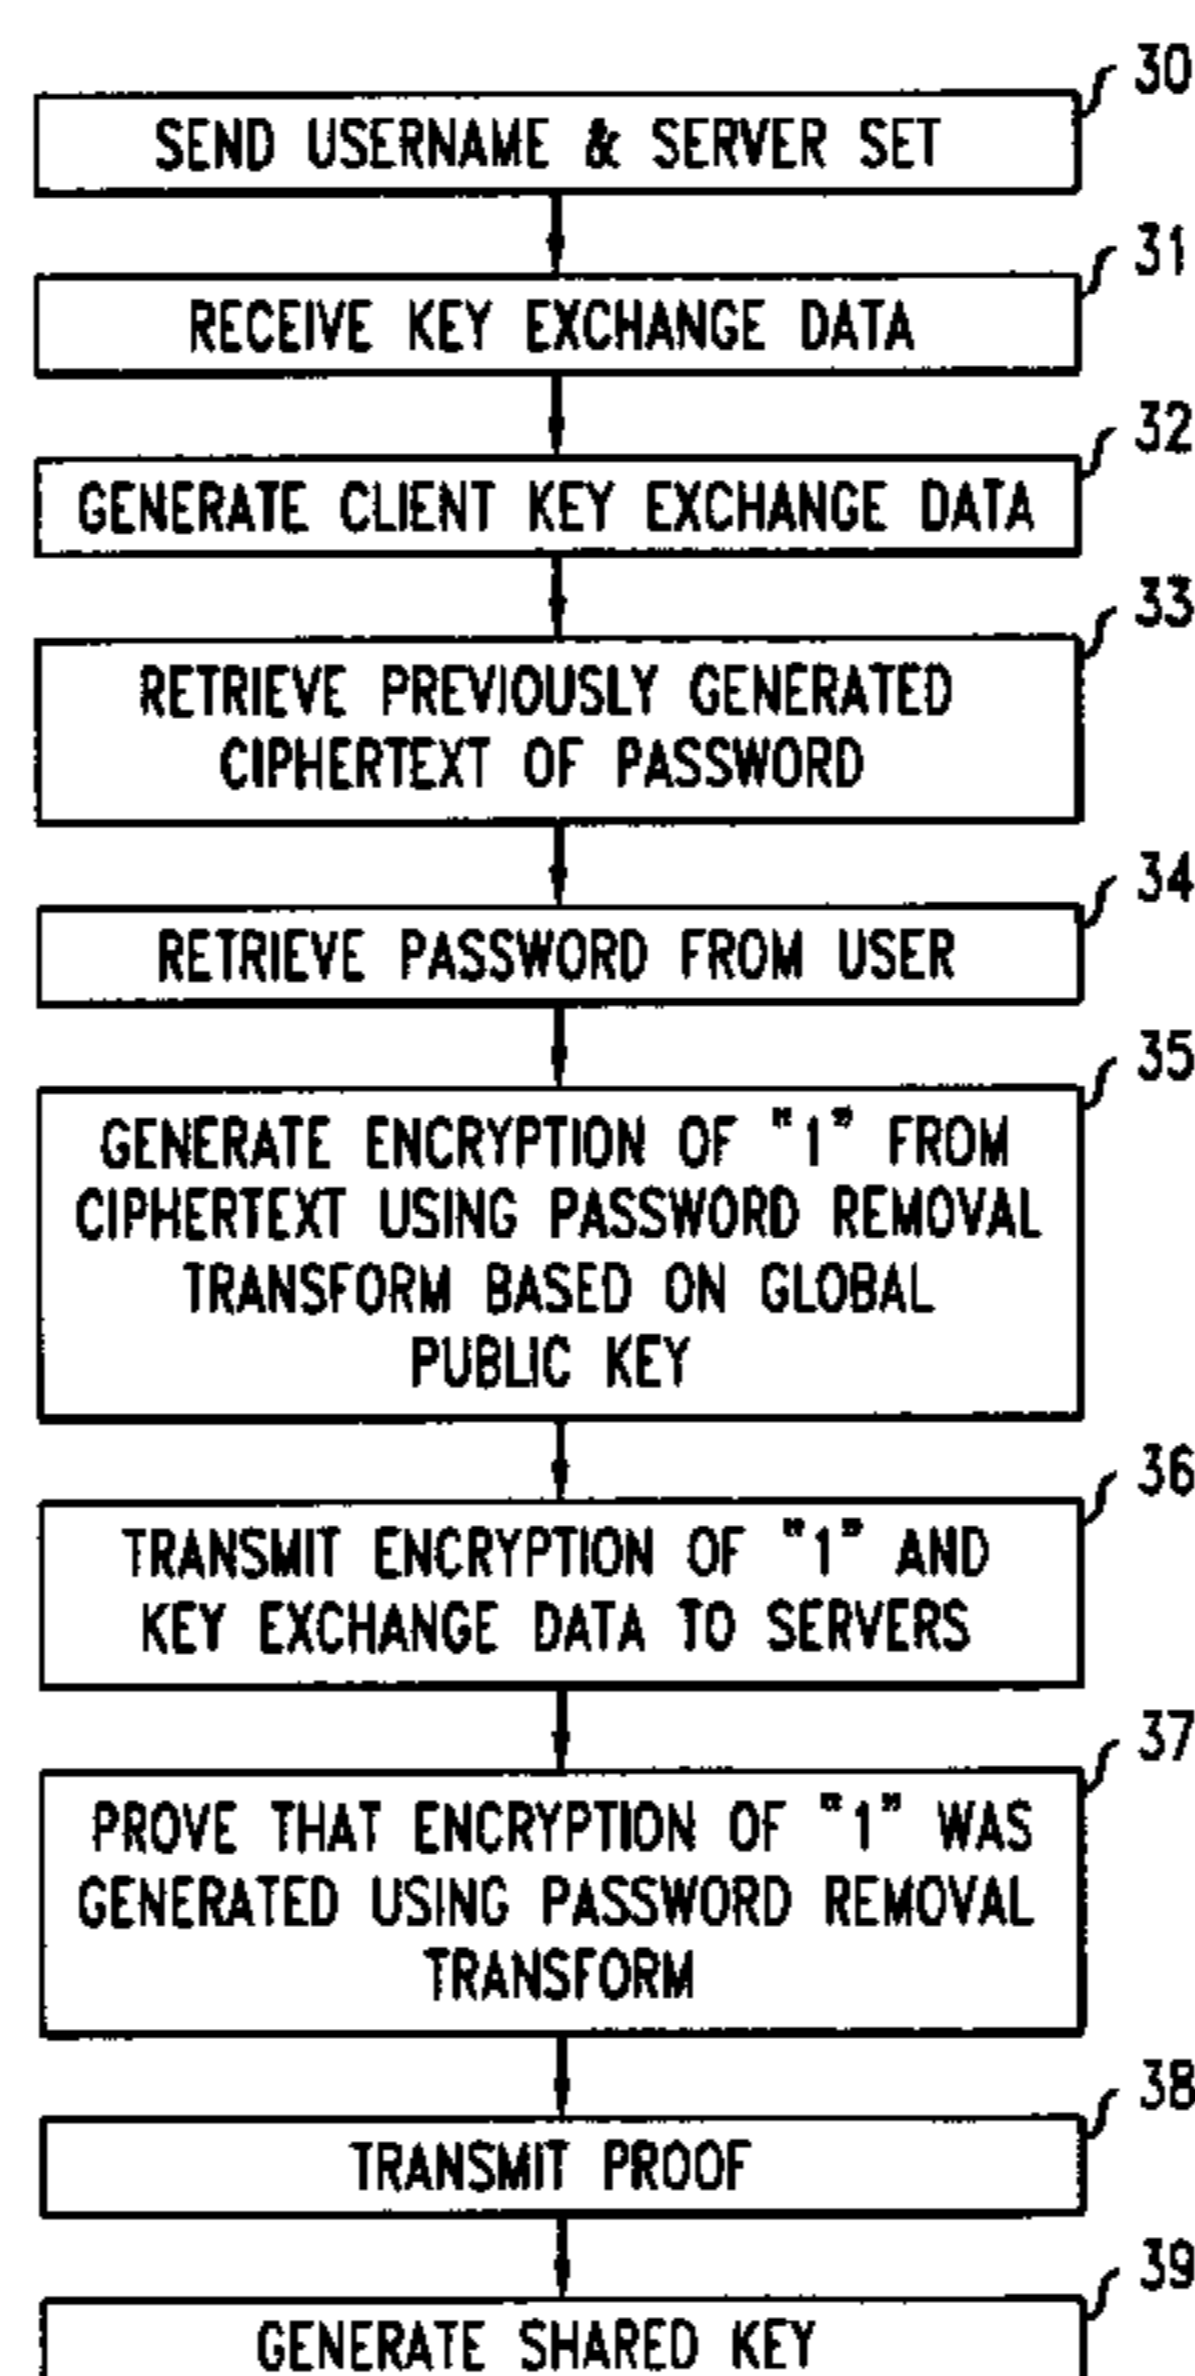 30
SEND USERNAME & SERVER SET
31
RECEIVE KEY EXCHANGE DATA
32
GENERATE CLIENT KEY EXCHANGE DATA
33
RETRIEVE PREVIOUSLY GENERATED
CIPHERTEXT OF PASSWORD
34
RETRIEVE PASSWORD FROM USER
35
GENERATE ENCRYPTION OF "1" FROM
CIPHERTEXT USING PASSWORD REMOVAL
TRANSFORM BASED ON GLOBAL
PUBLIC KEY
36
TRANSMIT ENCRYPTION OF "1" AND
KEY EXCHANGE DATA TO SERVERS
37
PROVE THAT ENCRYPTION OF "1" WAS
GENERATED USING PASSWORD REMOVAL
TRANSFORM
38
TRANSMIT PROOF
39
GENERATE SHARED KEY